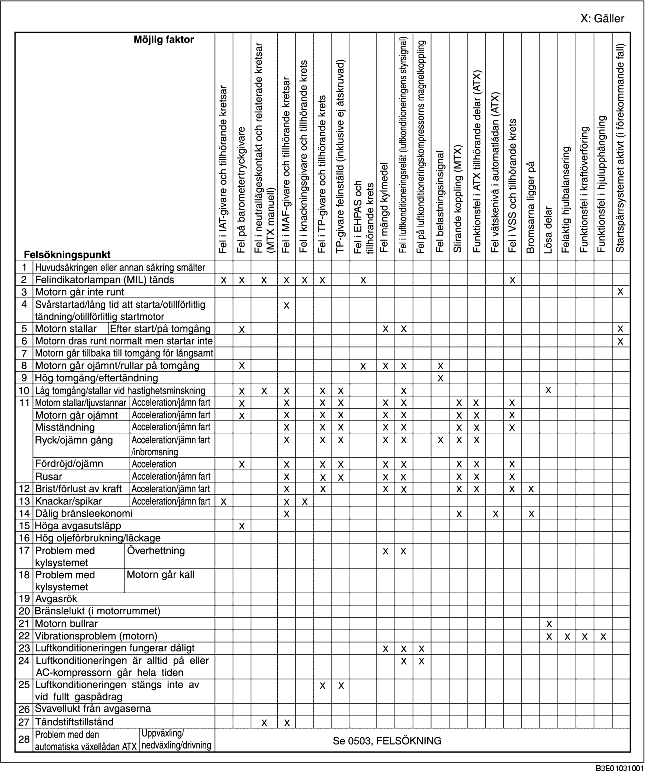 X: Gäller
Möjlig faktor
Felsökningspunkt
Fel i IAT-givare och tillhörande kretsar
Fel på barometertryckgivare
Fel i neutrallägeskontakt och relaterade kretsar
(MTX manuell)
Fel i MAF-givare och tillhörande kretsar
Fel i knackningsgivare och tillhörande krets
Fel i TP-givare och tillhörande krets
TP-givare felinställd (inklusive ej åtskruvad)
Fel i EHPAS och
tillhörande krets
Fel mängd kylmedel
Fel i luftkonditioneringsrelät (luftkonditioneringens styrsignal)
Fel på luftkonditioneringskompressorns magnetkoppling
Fel belastningsinsignal
Slirande koppling (MTX)
Funktionsfel i ATX tillhörande delar (ATX)
Fel vätskenivå i automatlådan (ATX)
Fel i VSS och tillhörande krets
Bromsarna ligger på
Lösa delar
Felaktig hjulbalansering
Funktionsfel i kraftöverföring
Funktionsfel i hjulupphängning
Startspärrsystemet aktivt (i förekommande fall)
1 Huvudsäkringen eller annan säkring smälter
2 Felindikatorlampan (MIL) tänds X X X X X X X X
3 Motorn går inte runt X
4 Svårstartad/lång tid att starta/otillförlitlig
tändning/otillförlitlig startmotor X
5 Motorn stallar Efter start/på tomgång X X X X
6 Motorn dras runt normalt men startar inte X
7 Motorn går tillbaka till tomgång för långsamt
8 Motorn går ojämnt/rullar på tomgång X X X X X
9 Hög tomgång/eftertändning X
10 Låg tomgång/stallar vid hastighetsminskning X X X X X X X
11 Motorn stallar/tjuvstannar Acceleration/jämn fart X X X X X X X X X
Motorn går ojämnt Acceleration/jämn fart X X X X X X X X X
Misständning Acceleration/jämn fart X X X X X X X X
Ryck/ojämn gång Acceleration/jämn fart
/inbromsning X X X X X X X X
Fördröjd/ojämn Acceleration X X X X X X X X X
Rusar Acceleration/jämn fart X X X X X X X X
12 Brist/förlust av kraft Acceleration/jämn fart X X X X X X X X
13 Knackar/spikar Acceleration/jämn fart X X X
14 Dålig bränsleekonomi X X X X
15 Höga avgasutsläpp X
16 Hög oljeförbrukning/läckage
17 Problem med
kylsystemet Överhettning X X
18 Problem med
kylsystemet Motorn går kall
19 Avgasrök
20 Bränslelukt (i motorrummet)
21 Motorn bullrar X
22 Vibrationsproblem (motorn) X X X X
23 Luftkonditioneringen fungerar dåligt X X X
24 Luftkonditioneringen är alltid på eller
AC-kompressorn går hela tiden X X
25 Luftkonditioneringen stängs inte av
vid fullt gaspådrag X X
26 Svavellukt från avgaserna
27 Tändstiftstillstånd X X
28 Problem med den
automatiska växellådan ATX Uppväxling/
nedväxling/drivning Se 0503, FELSÖKNING
B3E01031001